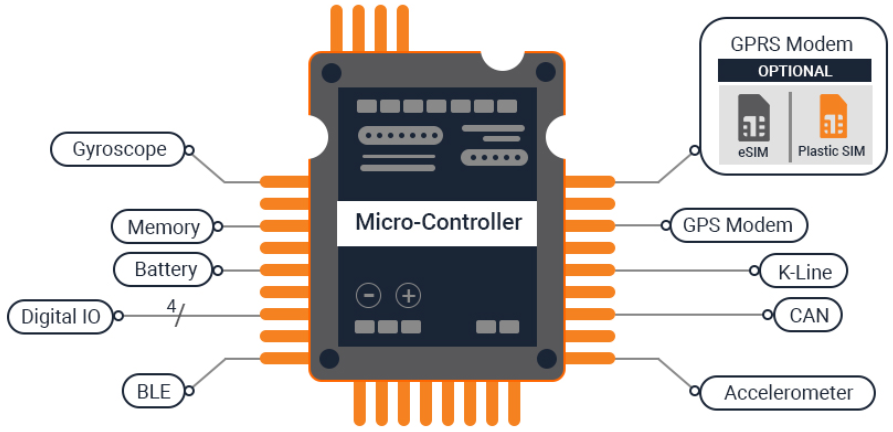 GPRS Modem
OPTIONAL
eSIM
Plastic SIM
Gyroscope
Memory
Micro-Controller
GPS Modem
Battery
K-Line
Digital IO
4/
CAN
BLE
Accelerometer